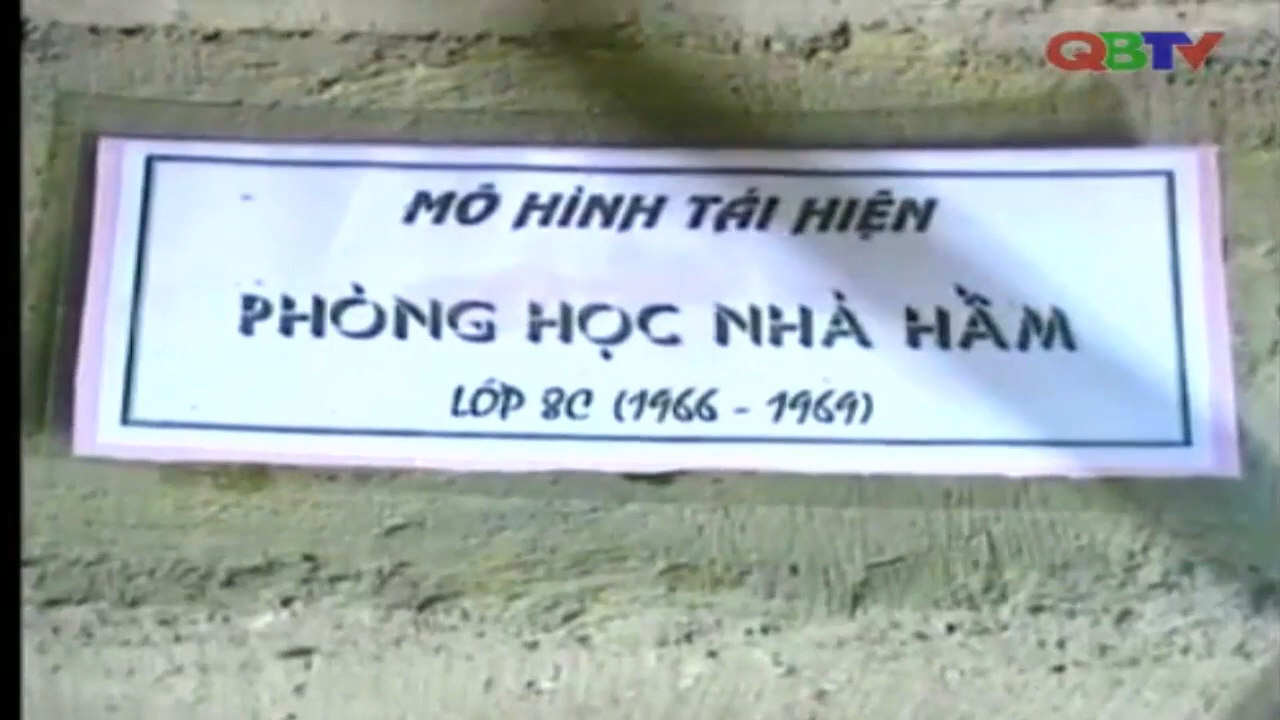 QBTV
MÔ HÌNH TÁI HIỆN
PHÒNG HỌC NHÀ HẦM
LỚP 8C (1966 - 1969)